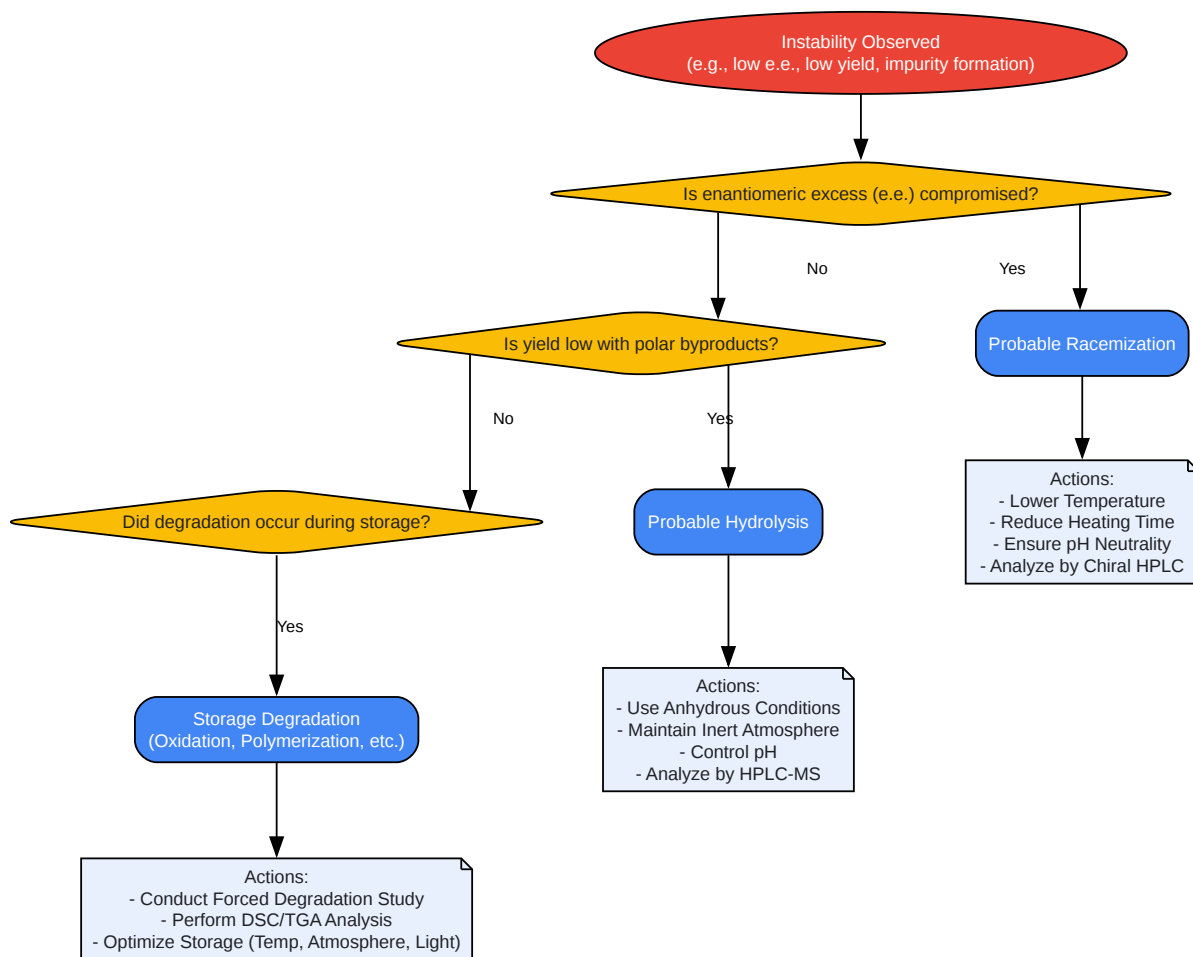 Instability Observed
(e.g., low e.e., low yield, impurity formation)
Is enantiomeric excess (e.e.) compromised?
No
Yes
Is yield low with polar byproducts?
Probable Racemization
No
Yes
Actions:
- Lower Temperature
- Reduce Heating Time
- Ensure pH Neutrality
- Analyze by Chiral HPLC
Did degradation occur during storage?
Probable Hydrolysis
Yes
Actions:
- Use Anhydrous Conditions
- Maintain Inert Atmosphere
- Control pH
- Analyze by HPLC-MS
Storage Degradation
(Oxidation, Polymerization, etc.)
Actions:
- Conduct Forced Degradation Study
- Perform DSC/TGA Analysis
- Optimize Storage (Temp, Atmosphere, Light)